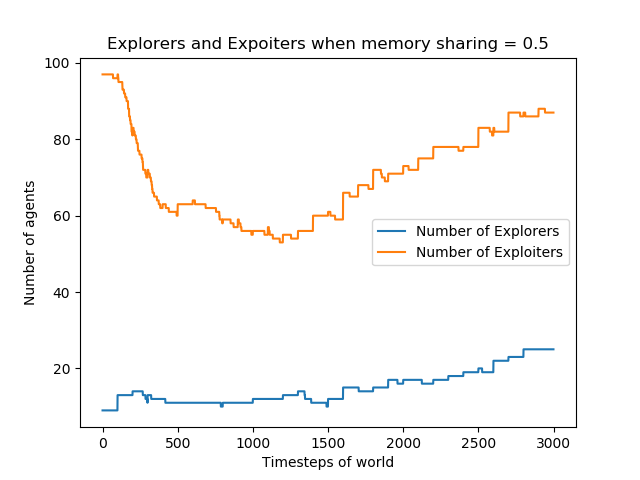 Explorers and Expoiters when memory sharing = 0.5
Number of agents
100
80
60
40
20
Number of Explorers
Number of Exploiters
0 500 1000 1500 2000 2500 3000
Timesteps of world